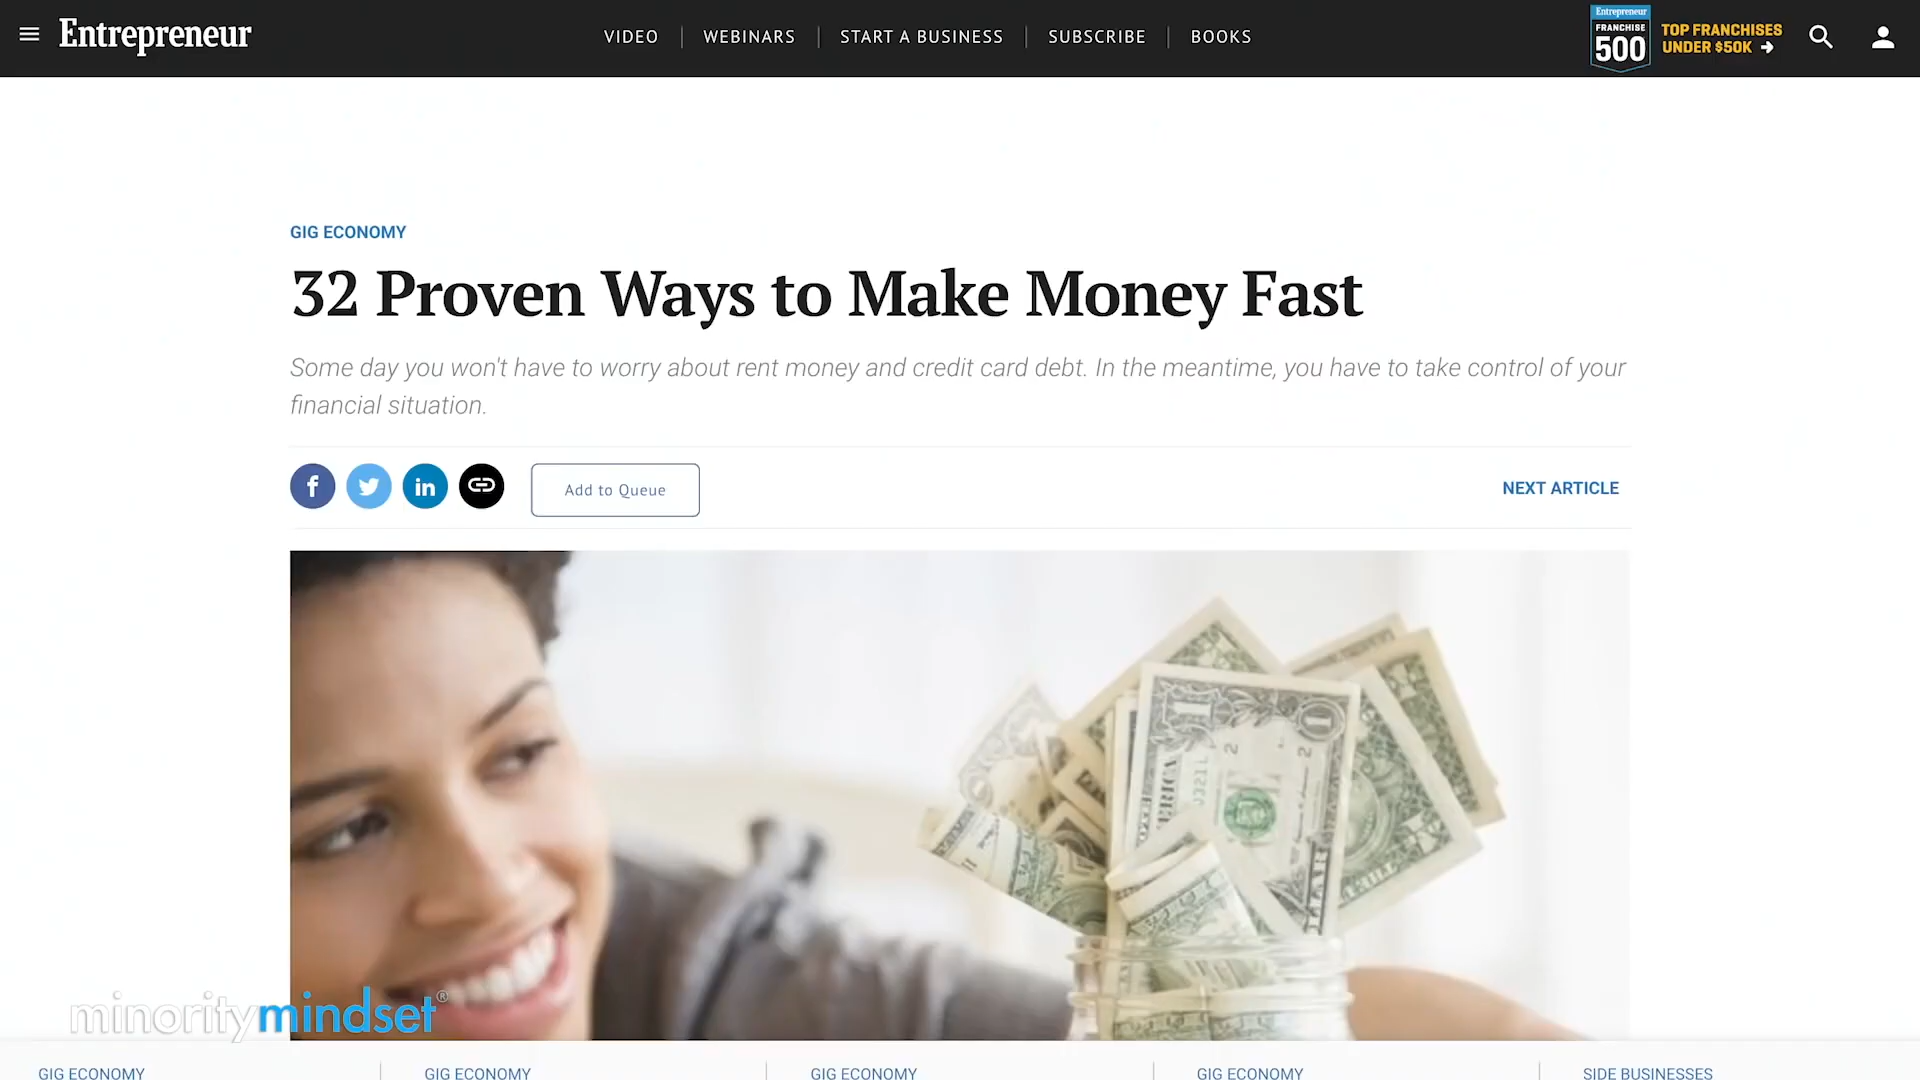 Entrepreneur
VIDEO
WEBINARS
START A BUSINESS
SUBSCRIBE
BOOKS
Entrepreneur
FRANCHISE
500
TOP FRANCHISES
UNDER $50K
GIG ECONOMY
32 Proven Ways to Make Money Fast
Some day you won't have to worry about rent money and credit card debt. In the meantime, you have to take control of your
financial situation.
Add to Queue
NEXT ARTICLE
minoritymindset®
GIG ECONOMY
GIG ECONOMY
GIG ECONOMY
GIG ECONOMY
SIDE BUSINESSES